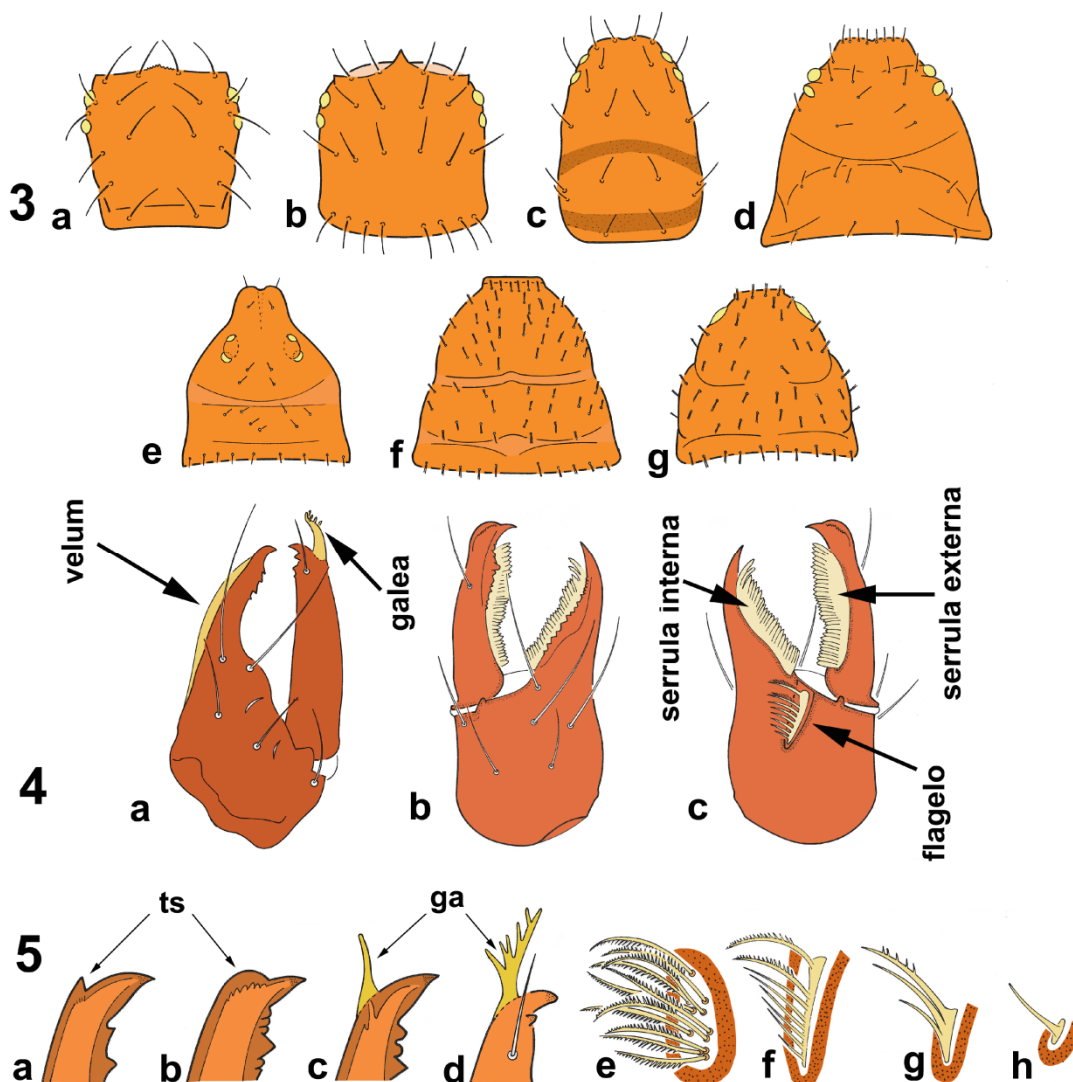 3
a
b
c
d
e
f
g
velum
galea
serrula interna
serrula externa
flagelo
4
a
b
c
ts
ga
5
a
b
c
d
e
f
g
h